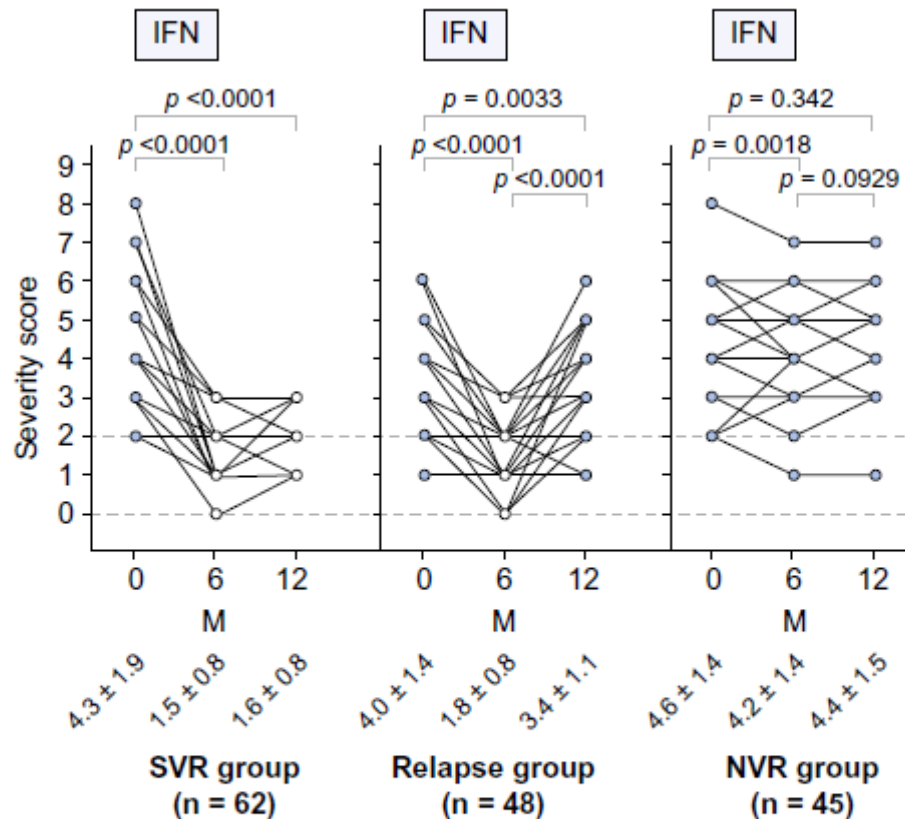 IFN IFN IFN
p <0.0001 p = 0.0033 p = 0.342
p <0.0001 p <0.0001 p = 0.0018
p <0.0001 p = 0.0929
9
8
7
6
5
4
3
2
1
0
Severity score
0 6 12 0 6 12 0 6 12
M M M
4.3 ± 1.9 1.5 ± 0.8 1.6 ± 0.8 4.0 ± 1.4 1.8 ± 0.8 3.4 ± 1.1 4.6 ± 1.4 4.2 ± 1.4 4.4 ± 1.5
SVR group Relapse group NVR group
(n = 62) (n = 48) (n = 45)